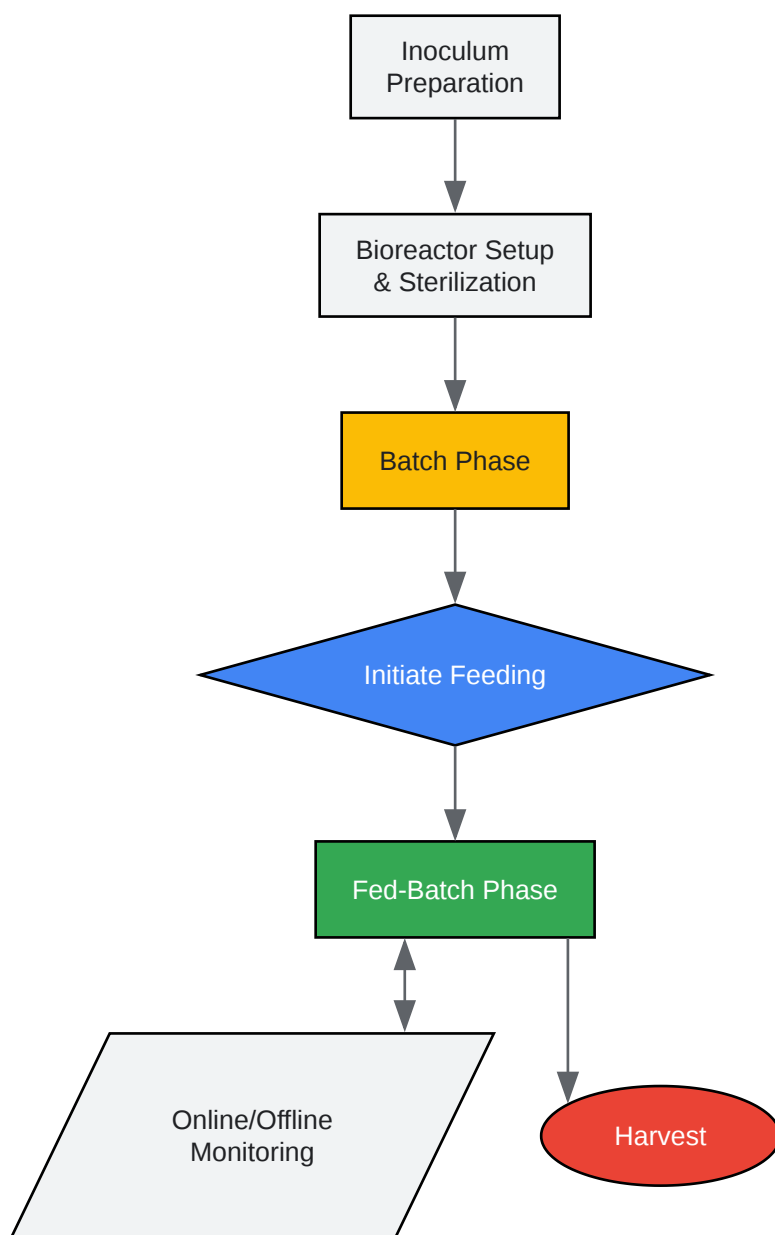 Inoculum
Preparation
Bioreactor Setup
& Sterilization
Batch Phase
Initiate Feeding
Fed-Batch Phase
Online/Offline
Monitoring
Harvest